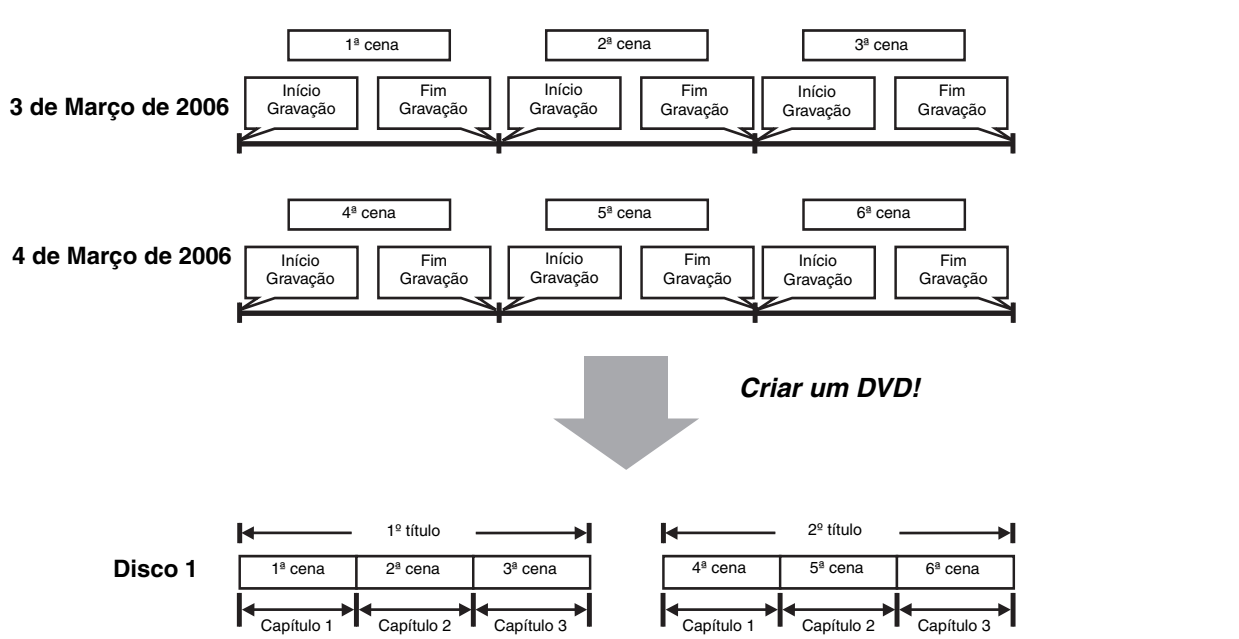 1ª cena
2ª cena
3ª cena
3 de Março de 2006
Início
Gravação
Fim
Gravação
Início
Gravação
Fim
Gravação
Início
Gravação
Fim
Gravação
4ª cena
5ª cena
6ª cena
4 de Março de 2006
Início
Gravação
Fim
Gravação
Início
Gravação
Fim
Gravação
Início
Gravação
Fim
Gravação
Criar um DVD!
1º título
2º título
Disco 1
1ª cena
2ª cena
3ª cena
4ª cena
5ª cena
6ª cena
Capítulo 1
Capítulo 2
Capítulo 3
Capítulo 1
Capítulo 2
Capítulo 3